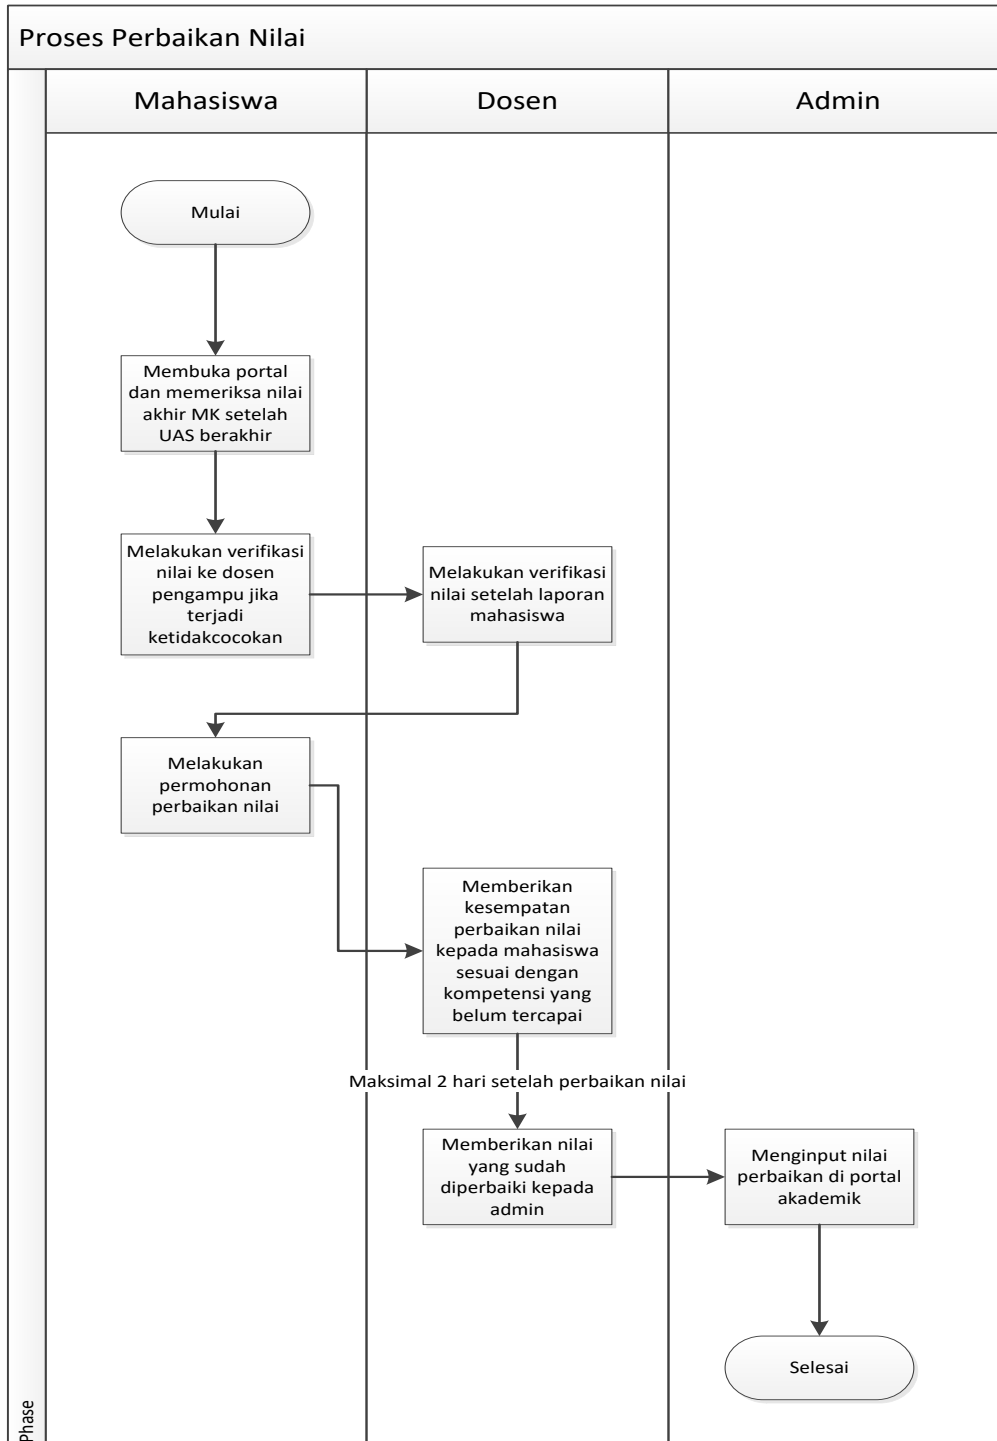 Proses Perbaikan Nilai
Mahasiswa
Dosen
Admin
Mulai
Membuka portal
dan memeriksa nilai
akhir MK setelah
UAS berakhir
Melakukan verifikasi
nilai ke dosen
pengampu jika
terjadi
ketidakcocokan
Melakukan verifikasi
nilai setelah laporan
mahasiswa
Melakukan
permohonan
perbaikan nilai
Memberikan
kesempatan
perbaikan nilai
kepada mahasiswa
sesuai dengan
kompetensi yang
belum tercapai
Maksimal 2 hari setelah perbaikan nilai
Memberikan nilai
yang sudah
diperbaiki kepada
admin
Menginput nilai
perbaikan di portal
akademik
Selesai
Phase